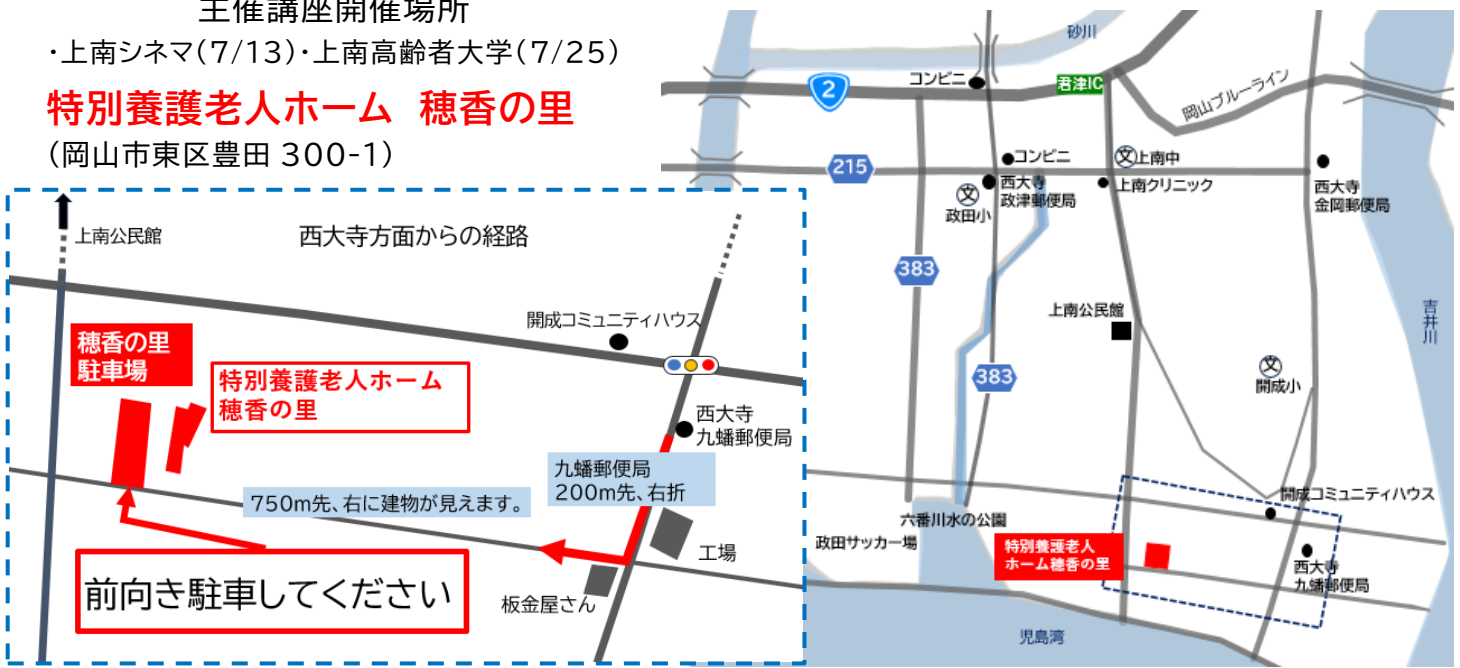 主催講座開催場所
・上南シネマ(7/13)・上南高齢者大学(7/25)
特別養護老人ホーム 穂香の里
(岡山市東区豊田 300-1)
上南公民館
西大寺方面からの経路
開成コミュニティハウス
穂香の里
駐車場
特別養護老人ホーム
穂香の里
西大寺
九蟠郵便局
九蟠郵便局
200m先、右折
750m先、右に建物が見えます。
工場
前向き駐車してください
板金屋さん
砂川
コンビニ
君津IC
2
岡山ブルーライン
215
コンビニ
文
上南中
西大寺
政津郵便局
上南クリニック
文
政田小
西大寺
金岡郵便局
383
上南公民館
吉井川
383
文
開成小
開成コミュニティハウス
六番川水の公園
政田サッカー場
特別養護老人
ホーム穂香の里
西大寺
九蟠郵便局
児島湾